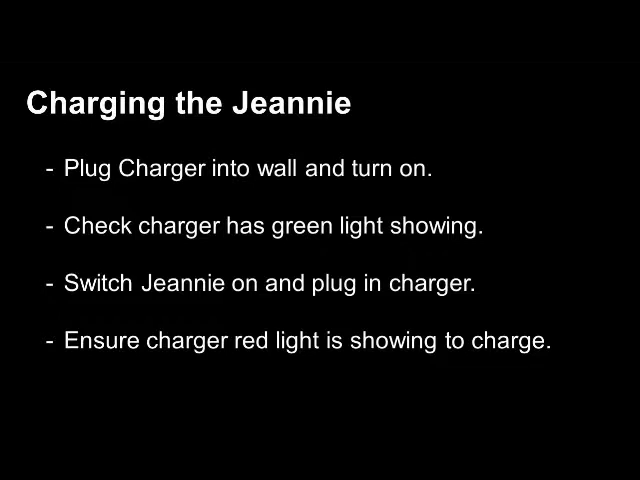 Charging the Jeannie
- Plug Charger into wall and turn on.
- Check charger has green light showing.
- Switch Jeannie on and plug in charger.
- Ensure charger red light is showing to charge.